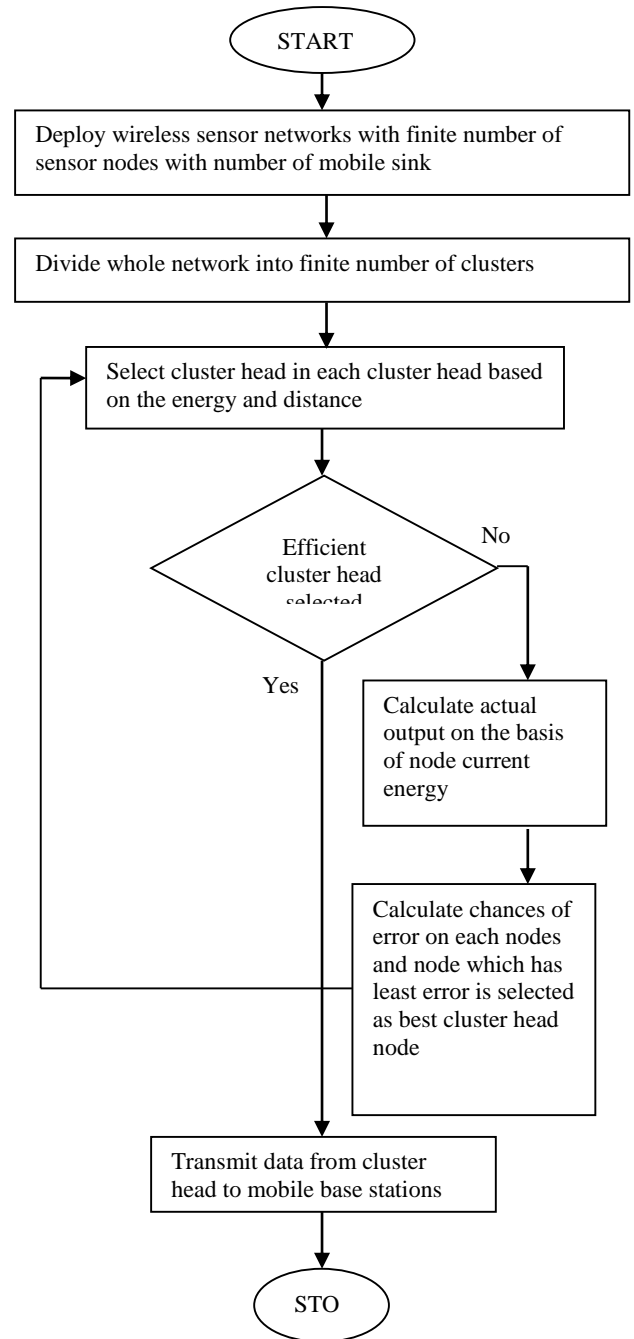 START
Deploy wireless sensor networks with finite number of
sensor nodes with number of mobile sink
Divide whole network into finite number of clusters
Select cluster head in each cluster head based
on the energy and distance
Efficient
cluster head
selected
No
Yes
Calculate actual
output on the basis
of node current
energy
Calculate chances of
error on each nodes
and node which has
least error is selected
as best cluster head
node
Transmit data from cluster
head to mobile base stations
STO